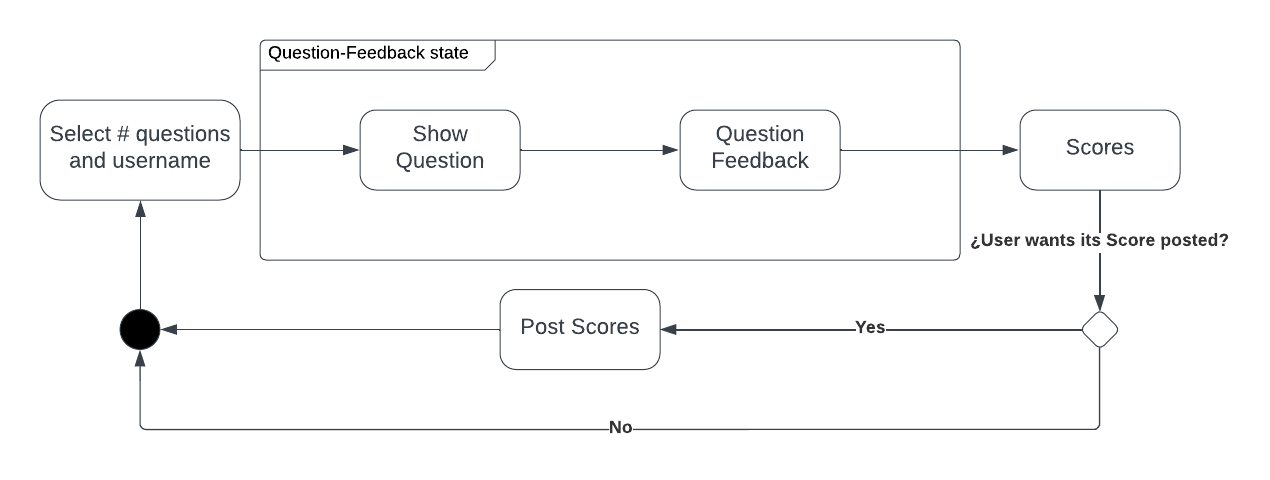 Question-Feedback state
Select # questions
and username
Show
Question
Question
Feedback
Scores
¿User wants its Score posted?
Post Scores
Yes
No